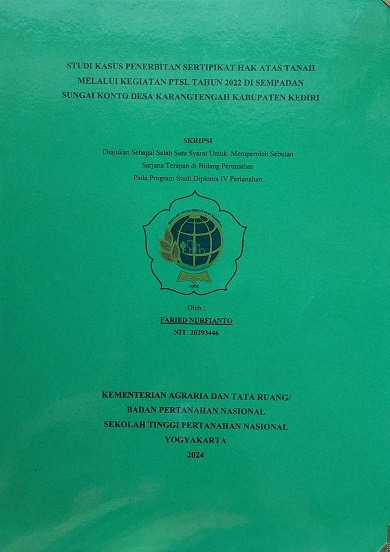 STUDI KASUS PENERBITAN SERTIPIKAT HAK ATAS TANAH
MELALUI KEGIATAN PTSL TAHUN 2022 DI SEMPADAN
SUNGAI KONTO DESA KARANGTENGAH KABUPATEN KEDIRI
SKRIPSI
Diajukan Sebagai Salah Satu Syarat Untuk Memperoleh Sebutan
Sarjana Terapan di Bidang Pertanahan
Pada Program Studi Diploma IV Pertanahan
Oleh :
FARIED NURFIANTO
NIT. 20293446
KEMENTERIAN AGRARIA DAN TATA RUANG/
BADAN PERTANAHAN NASIONAL
SEKOLAH TINGGI PERTANAHAN NASIONAL
YOGYAKARTA
2024